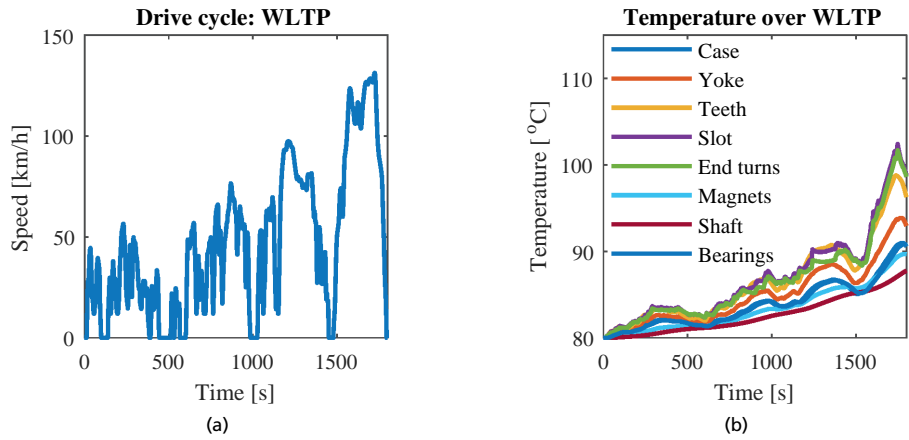 Drive cycle: WLTP
150
100
50
0
Speed [km/h]
0 500 1000 1500
Time [s]
(a)
Temperature over WLTP
110
100
90
80
Temperature [ °C]
Case
Yoke
Teeth
Slot
End turns
Magnets
Shaft
Bearings
0 500 1000 1500
Time [s]
(b)